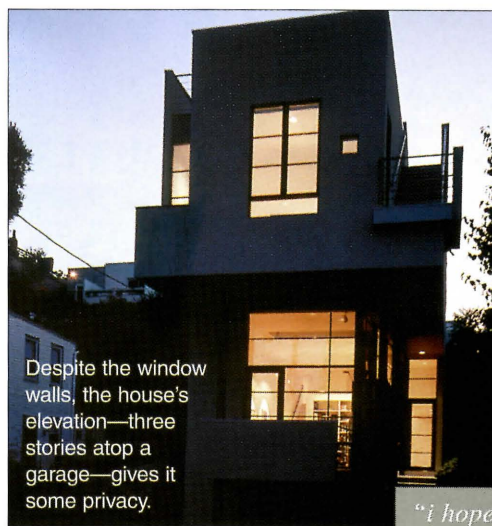 Despite the window
walls, the house's
elevation—three
stories atop a
garage—gives it
some privacy.
"i hope